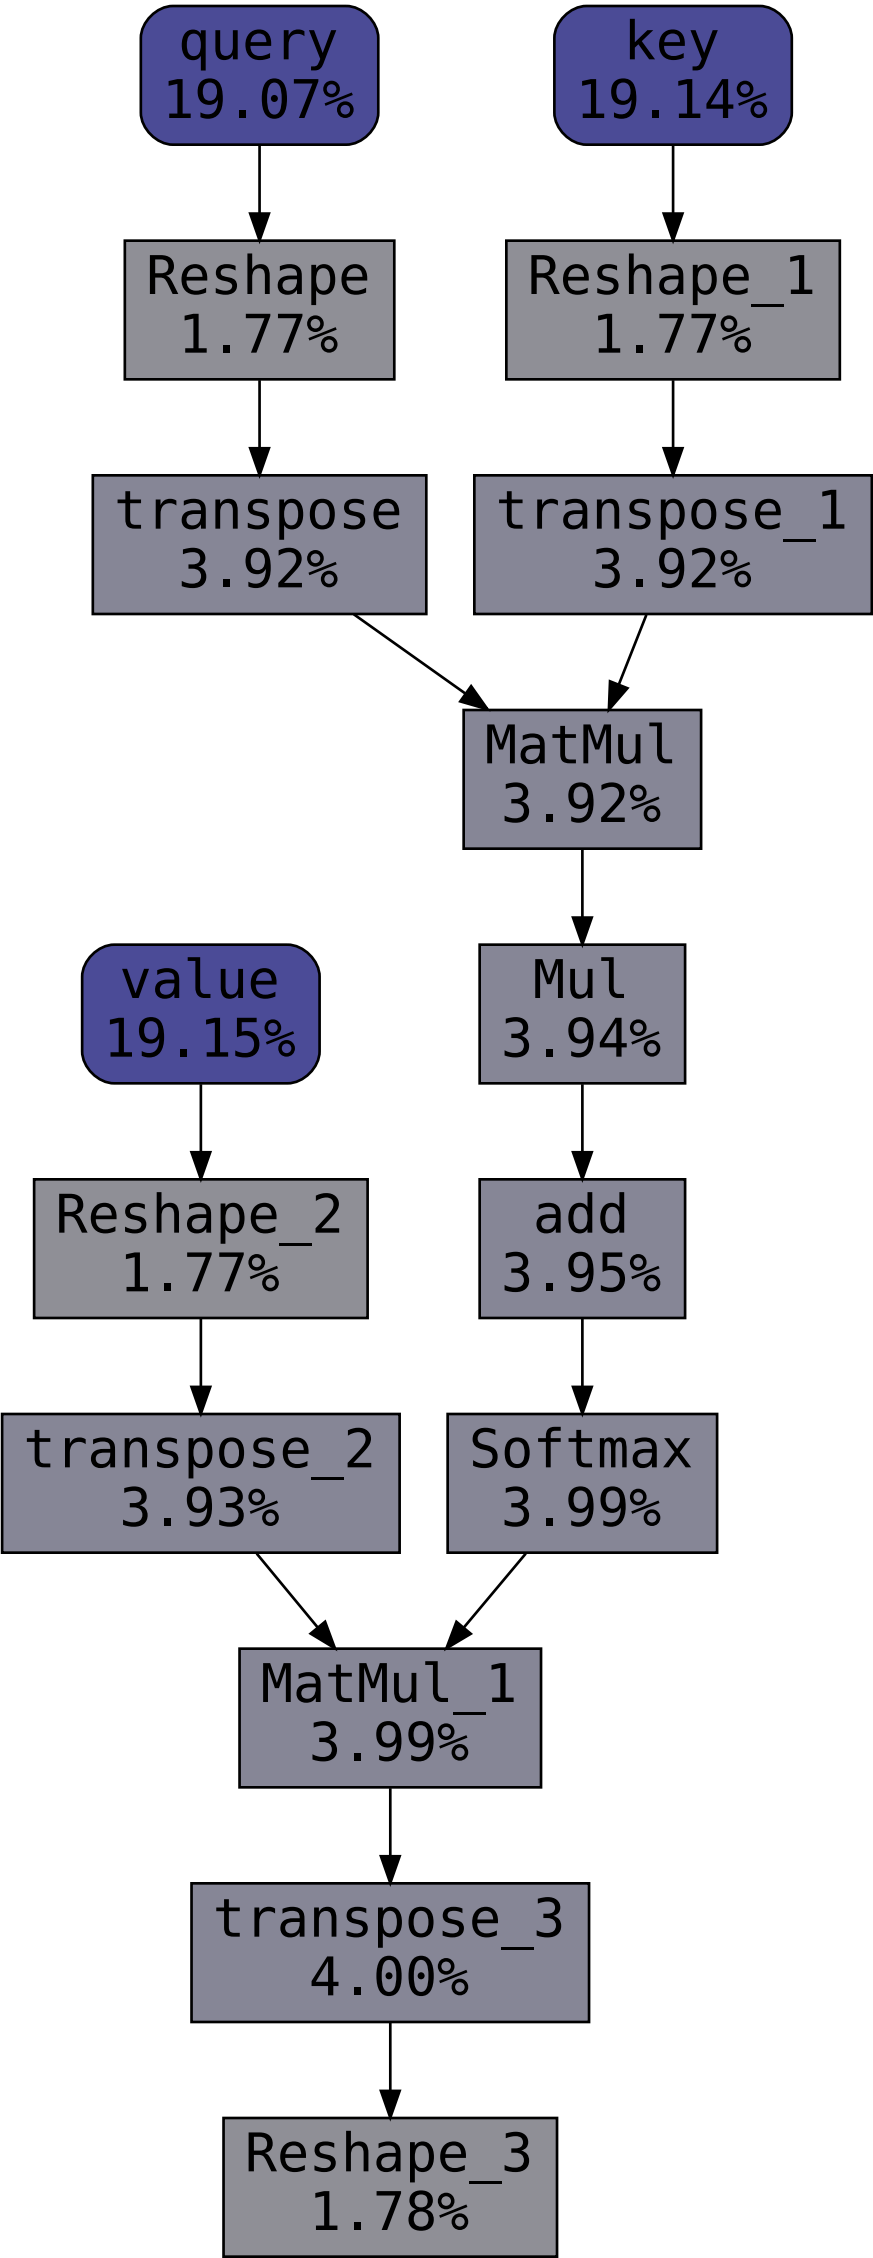 query
19.07%
key
19.14%
Reshape
1.77%
Reshape_1
1.77%
transpose
3.92%
transpose_1
3.92%
MatMul
3.92%
value
19.15%
Mul
3.94%
Reshape_2
1.77%
add
3.95%
transpose_2
3.93%
Softmax
3.99%
MatMul_1
3.99%
transpose_3
4.00%
Reshape_3
1.78%